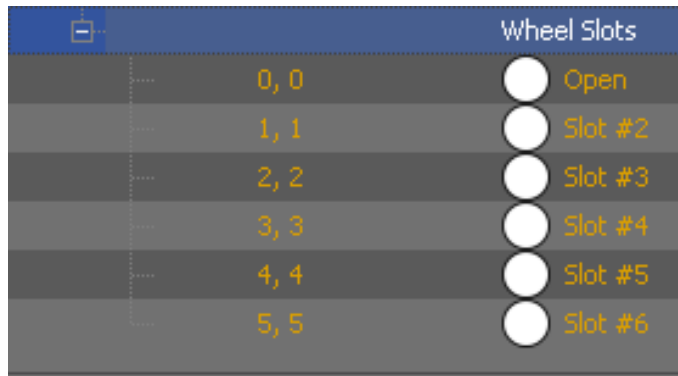 Wheel Slots
0, 0 Open
1, 1 Slot #2
2, 2 Slot #3
3, 3 Slot #4
4, 4 Slot #5
5, 5 Slot #6